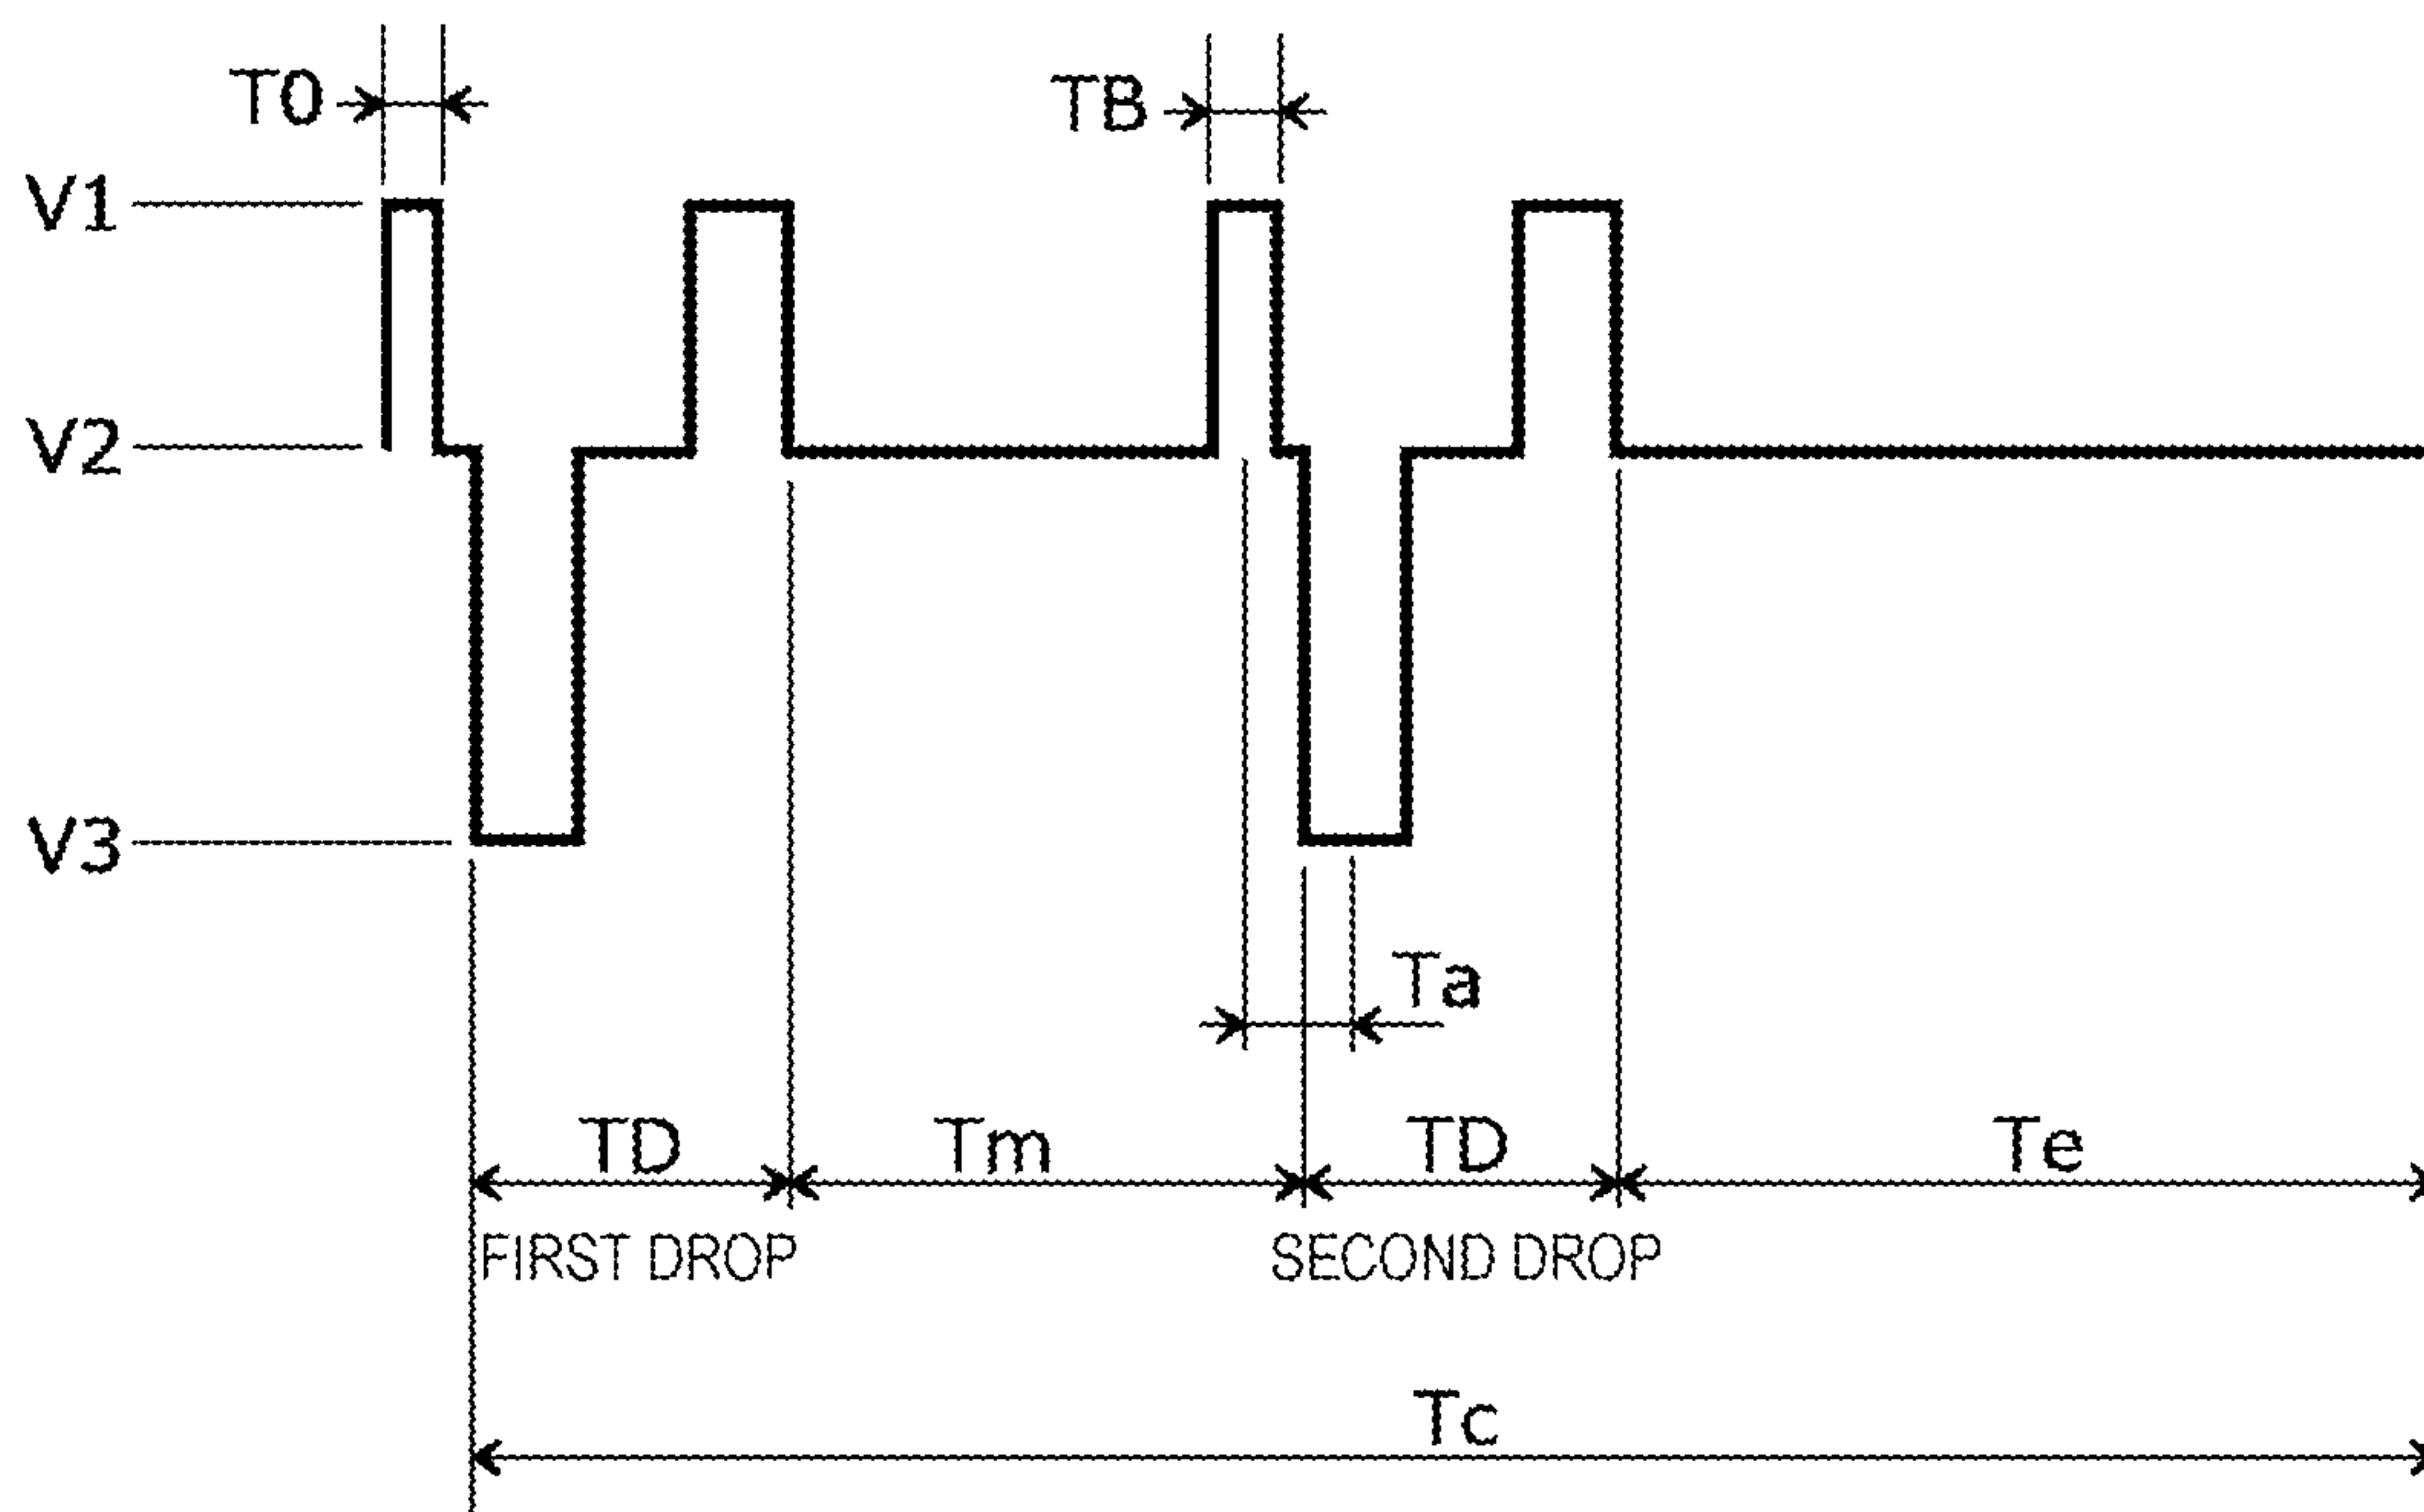 T0
TB
V1
V2
V3
Ta
TD Tm TD Te
FIRST DROP SECOND DROP
Tc